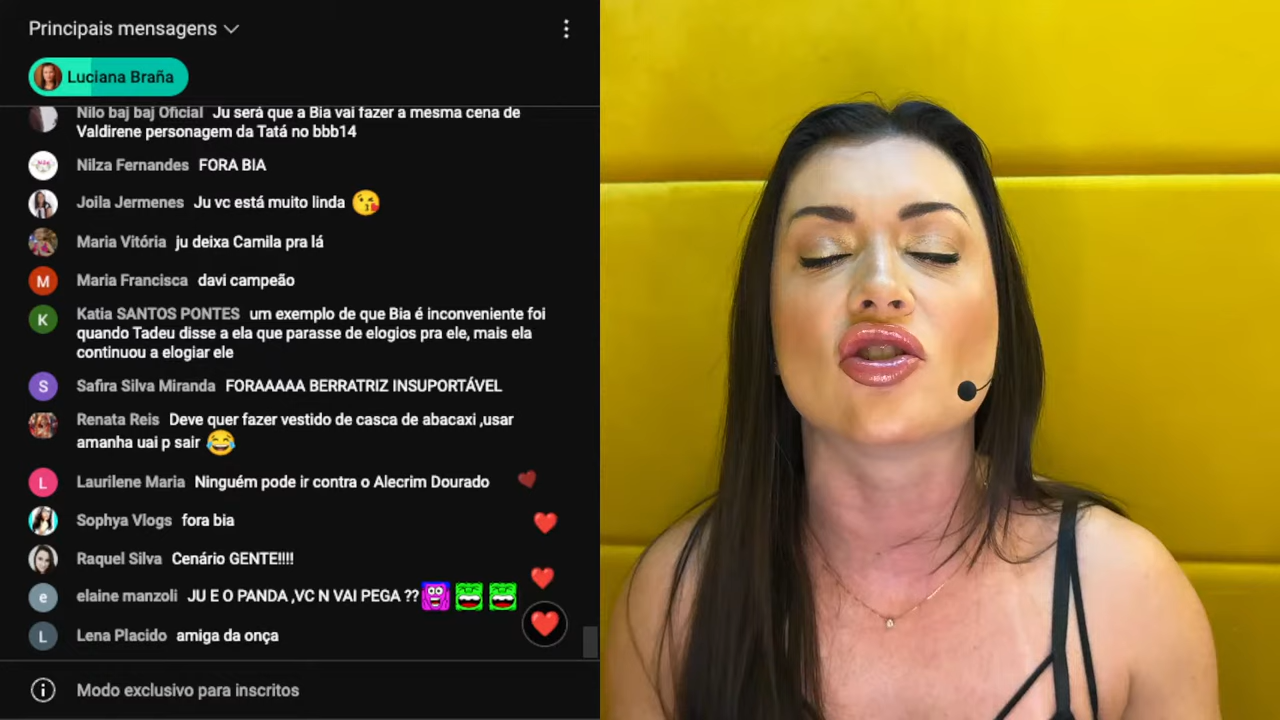 Principais mensagens
Luciana Braña
Nilo baj baj Oficial Ju será que a Bia vai fazer a mesma cena de
Valdirene personagem da Tatá no bbb14
Nilza Fernandes FORA BIA
Joila Jermenes Ju vc está muito linda 😘
Maria Vitória ju deixa Camila pra lá
M Maria Francisca davi campeão
K Katia SANTOS PONTES um exemplo de que Bia é inconveniente foi
quando Tadeu disse a ela que parasse de elogios pra ele, mais ela
continuou a elogiar ele
S Safira Silva Miranda FORAAAAA BERRATRIZ INSUPORTÁVEL
Renata Reis Deve quer fazer vestido de casca de abacaxi ,usar
amanha uai p sair 😂
L Laurilene Maria Ninguém pode ir contra o Alecrim Dourado
Sophya Vlogs fora bia
Raquel Silva Cenário GENTE!!!!
e elaine manzoli JU E O PANDA ,VC N VAI PEGA ??
L Lena Placido amiga da onça
Modo exclusivo para inscritos